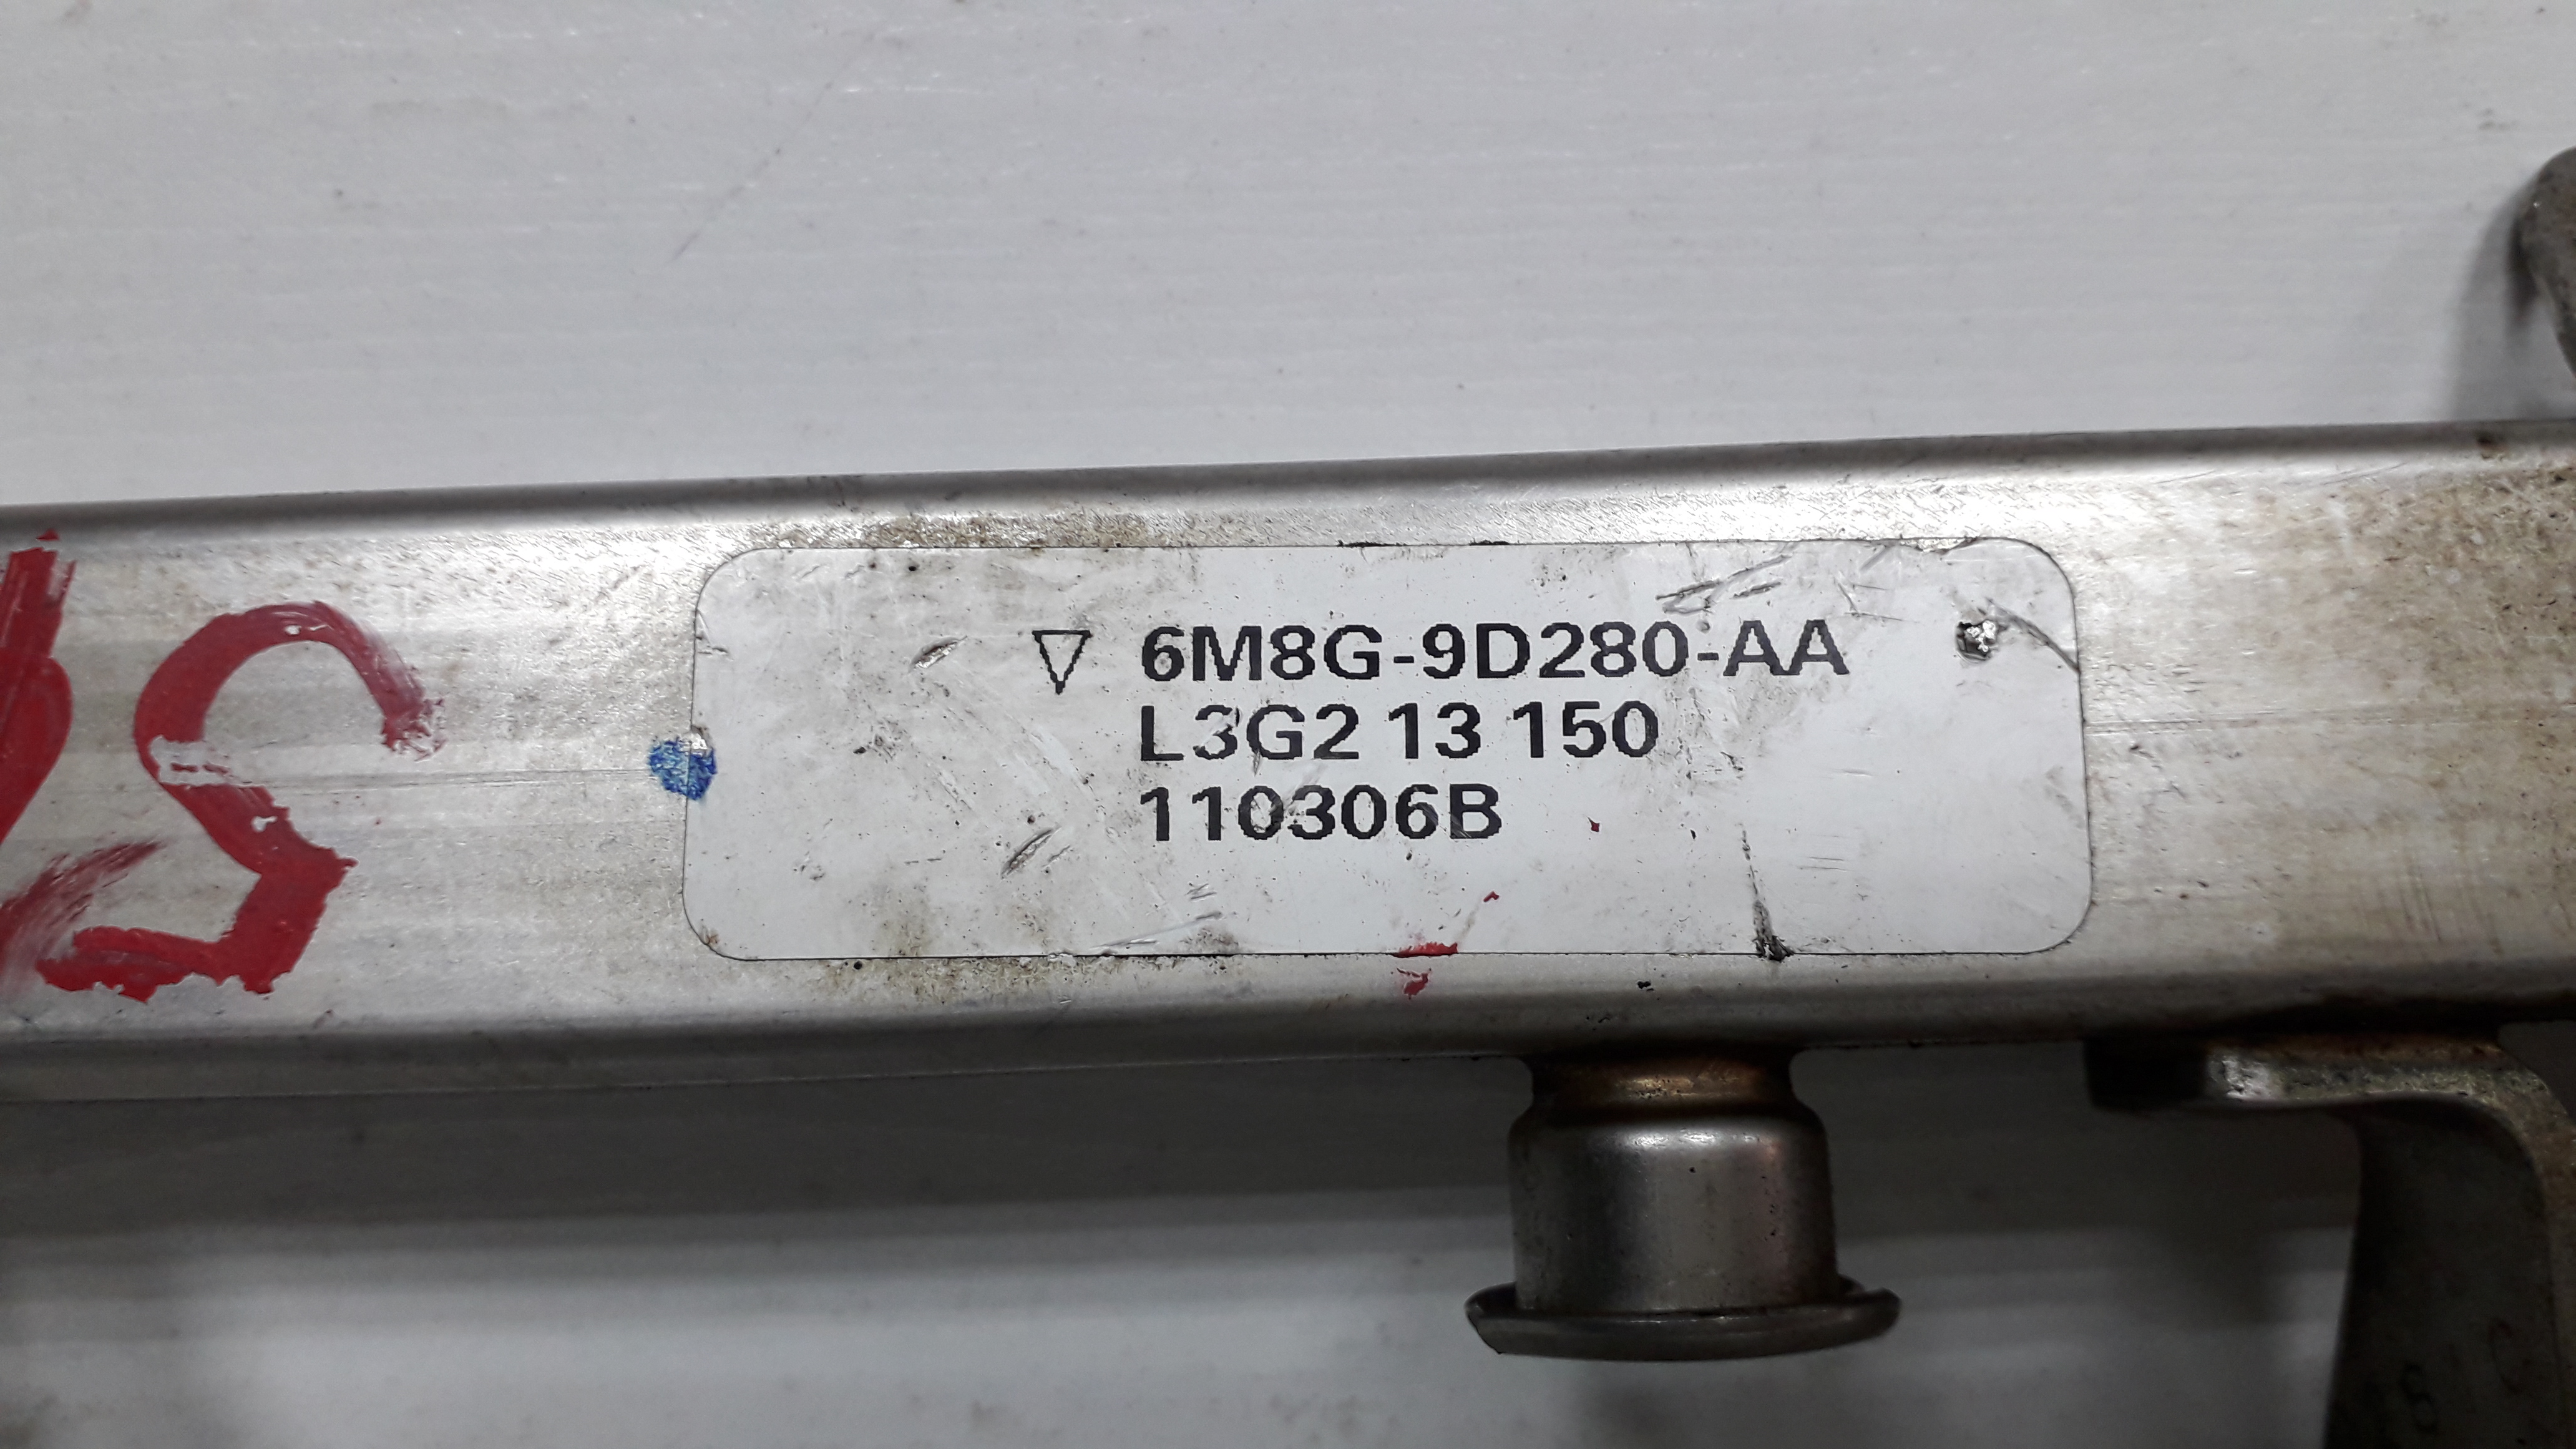 ▽ 6M8G-9D280-AA
L3G2 13 150
110306B